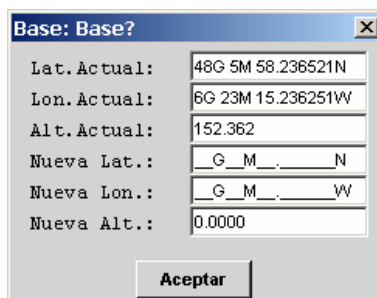 Base: Base?
Lat.Actual: 48G 5M 58.236521N
Lon.Actual: 6G 23M 15.236251W
Alt.Actual: 152.362
Nueva Lat.: __G__M__.______N
Nueva Lon.: __G__M__.______W
Nueva Alt.: 0.0000
Aceptar